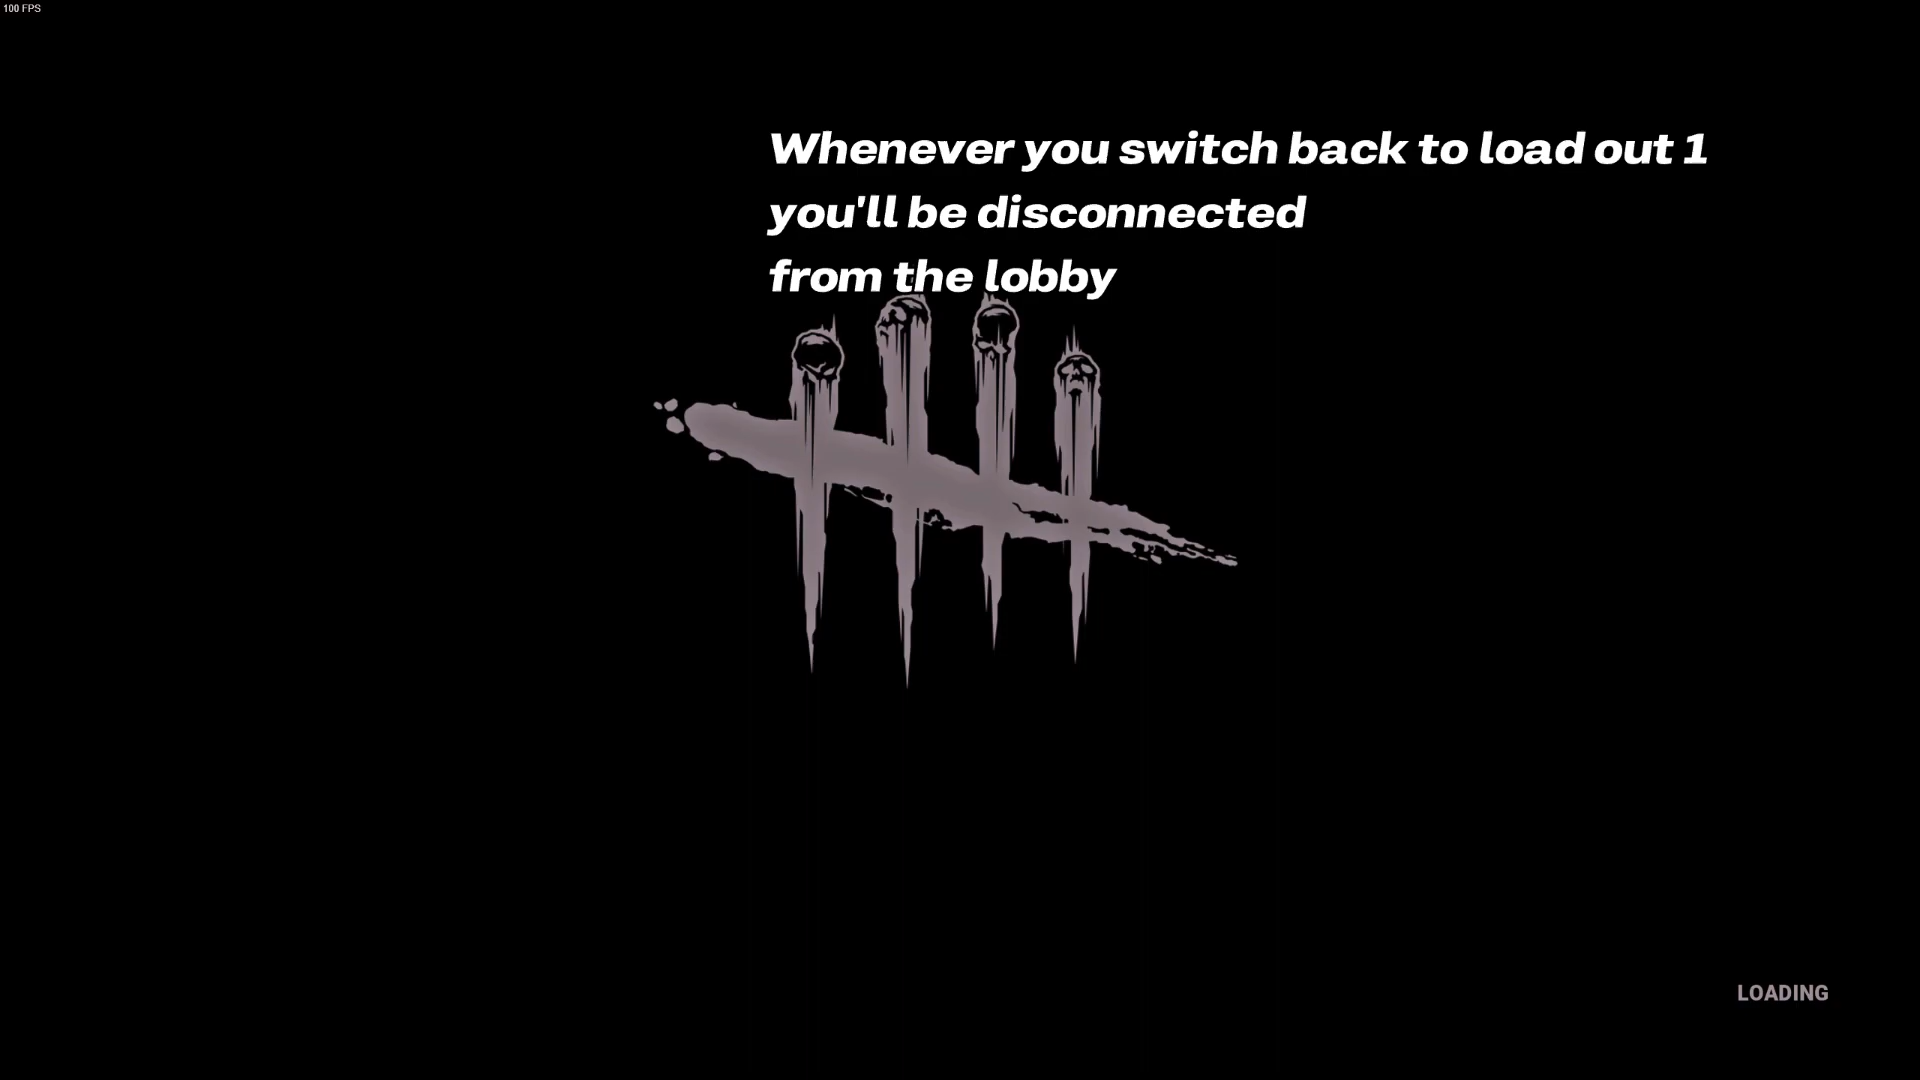 100 FPS
Whenever you switch back to load out 1
you'll be disconnected
from the lobby
LOADING